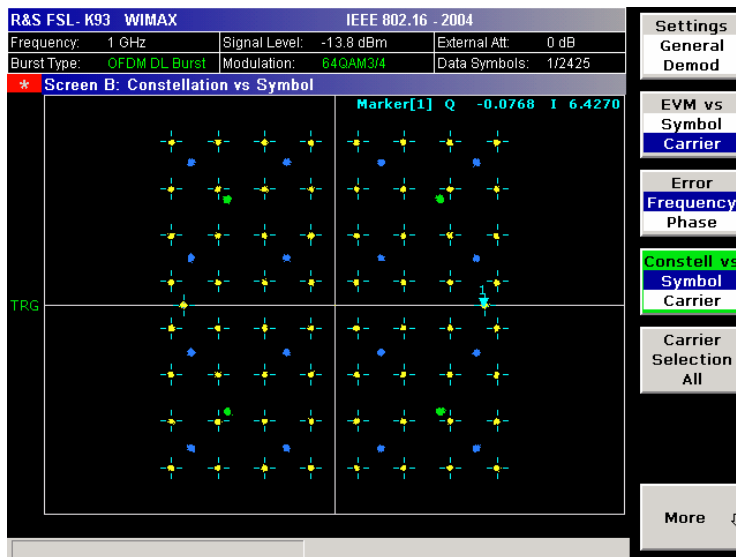 R&S FSL-K93 WIMAX IEEE 802.16 - 2004
Frequency: 1 GHz Signal Level: -13.8 dBm External Att: 0 dB
Burst Type: OFDM DL Burst Modulation: 64QAM3/4 Data Symbols: 1/2425
* Screen B: Constellation vs Symbol
Marker[1] Q -0.0768 I 6.4270
1
TRG
Settings
General
Demod
EVM vs
Symbol
Carrier
Error
Frequency
Phase
Constell vs
Symbol
Carrier
Carrier
Selection
All
More